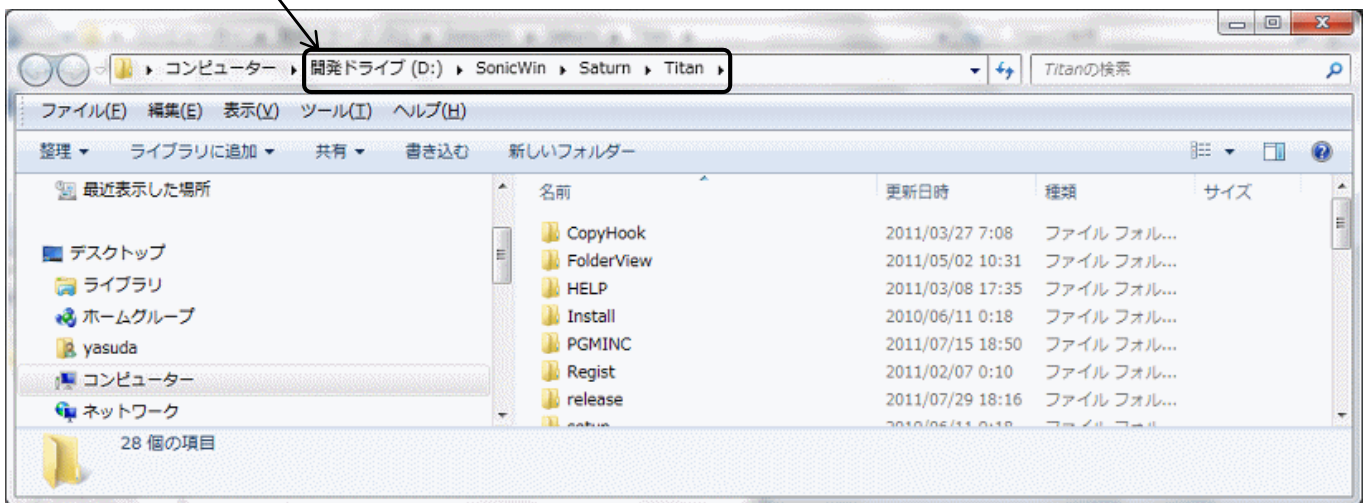 コンピューター 開発ドライブ (D:) SonicWin Saturn Titan Titanの検索
ファイル(F) 編集(E) 表示(V) ツール(T) ヘルプ(H)
整理 ライブラリに追加 共有 書き込む 新しいフォルダー
最近表示した場所
デスクトップ
ライブラリ
ホームグループ
yasuda
コンピューター
ネットワーク
名前 更新日時 種類 サイズ
CopyHook 2011/03/27 7:08 ファイル フォル...
FolderView 2011/05/02 10:31 ファイル フォル...
HELP 2011/03/08 17:35 ファイル フォル...
Install 2010/06/11 0:18 ファイル フォル...
PGMINC 2011/07/15 18:50 ファイル フォル...
Regist 2011/02/07 0:10 ファイル フォル...
release 2011/07/29 18:16 ファイル フォル...
28 個の項目